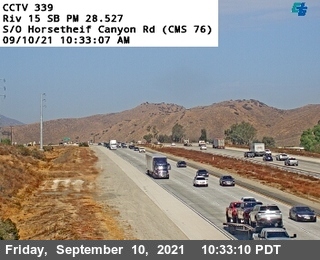 CCTV 339
Riv 15 SB PM 28.527
S/O Horsetheif Canyon Rd (CMS 76)
09/10/21 10:33:07 AM
Friday, September 10, 2021 10:33:10 PDT